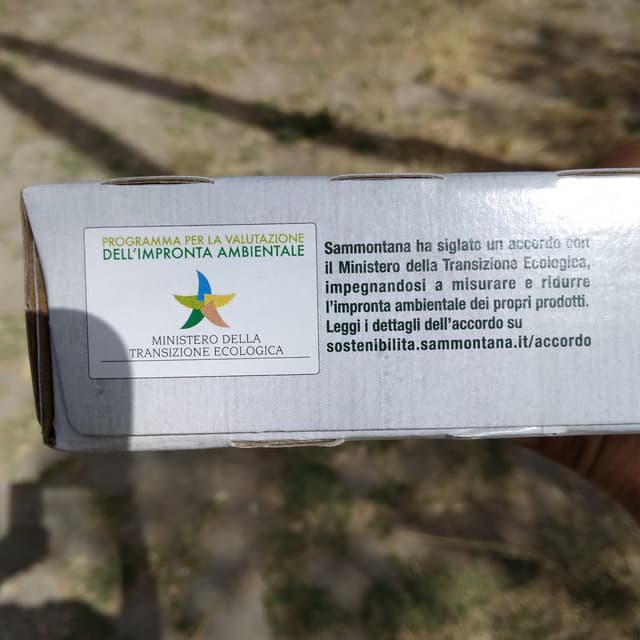 PROGRAMMA PER LA VALUTAZIONE
DELL'IMPRONTA AMBIENTALE
MINISTERO DELLA
TRANSIZIONE ECOLOGICA
Sammontana ha siglato un accordo con
il Ministero della Transizione Ecologica,
impegnandosi a misurare e ridurre
l'impronta ambientale dei propri prodotti.
Leggi i dettagli dell'accordo su
sostenibilita.sammontana.it/accordo